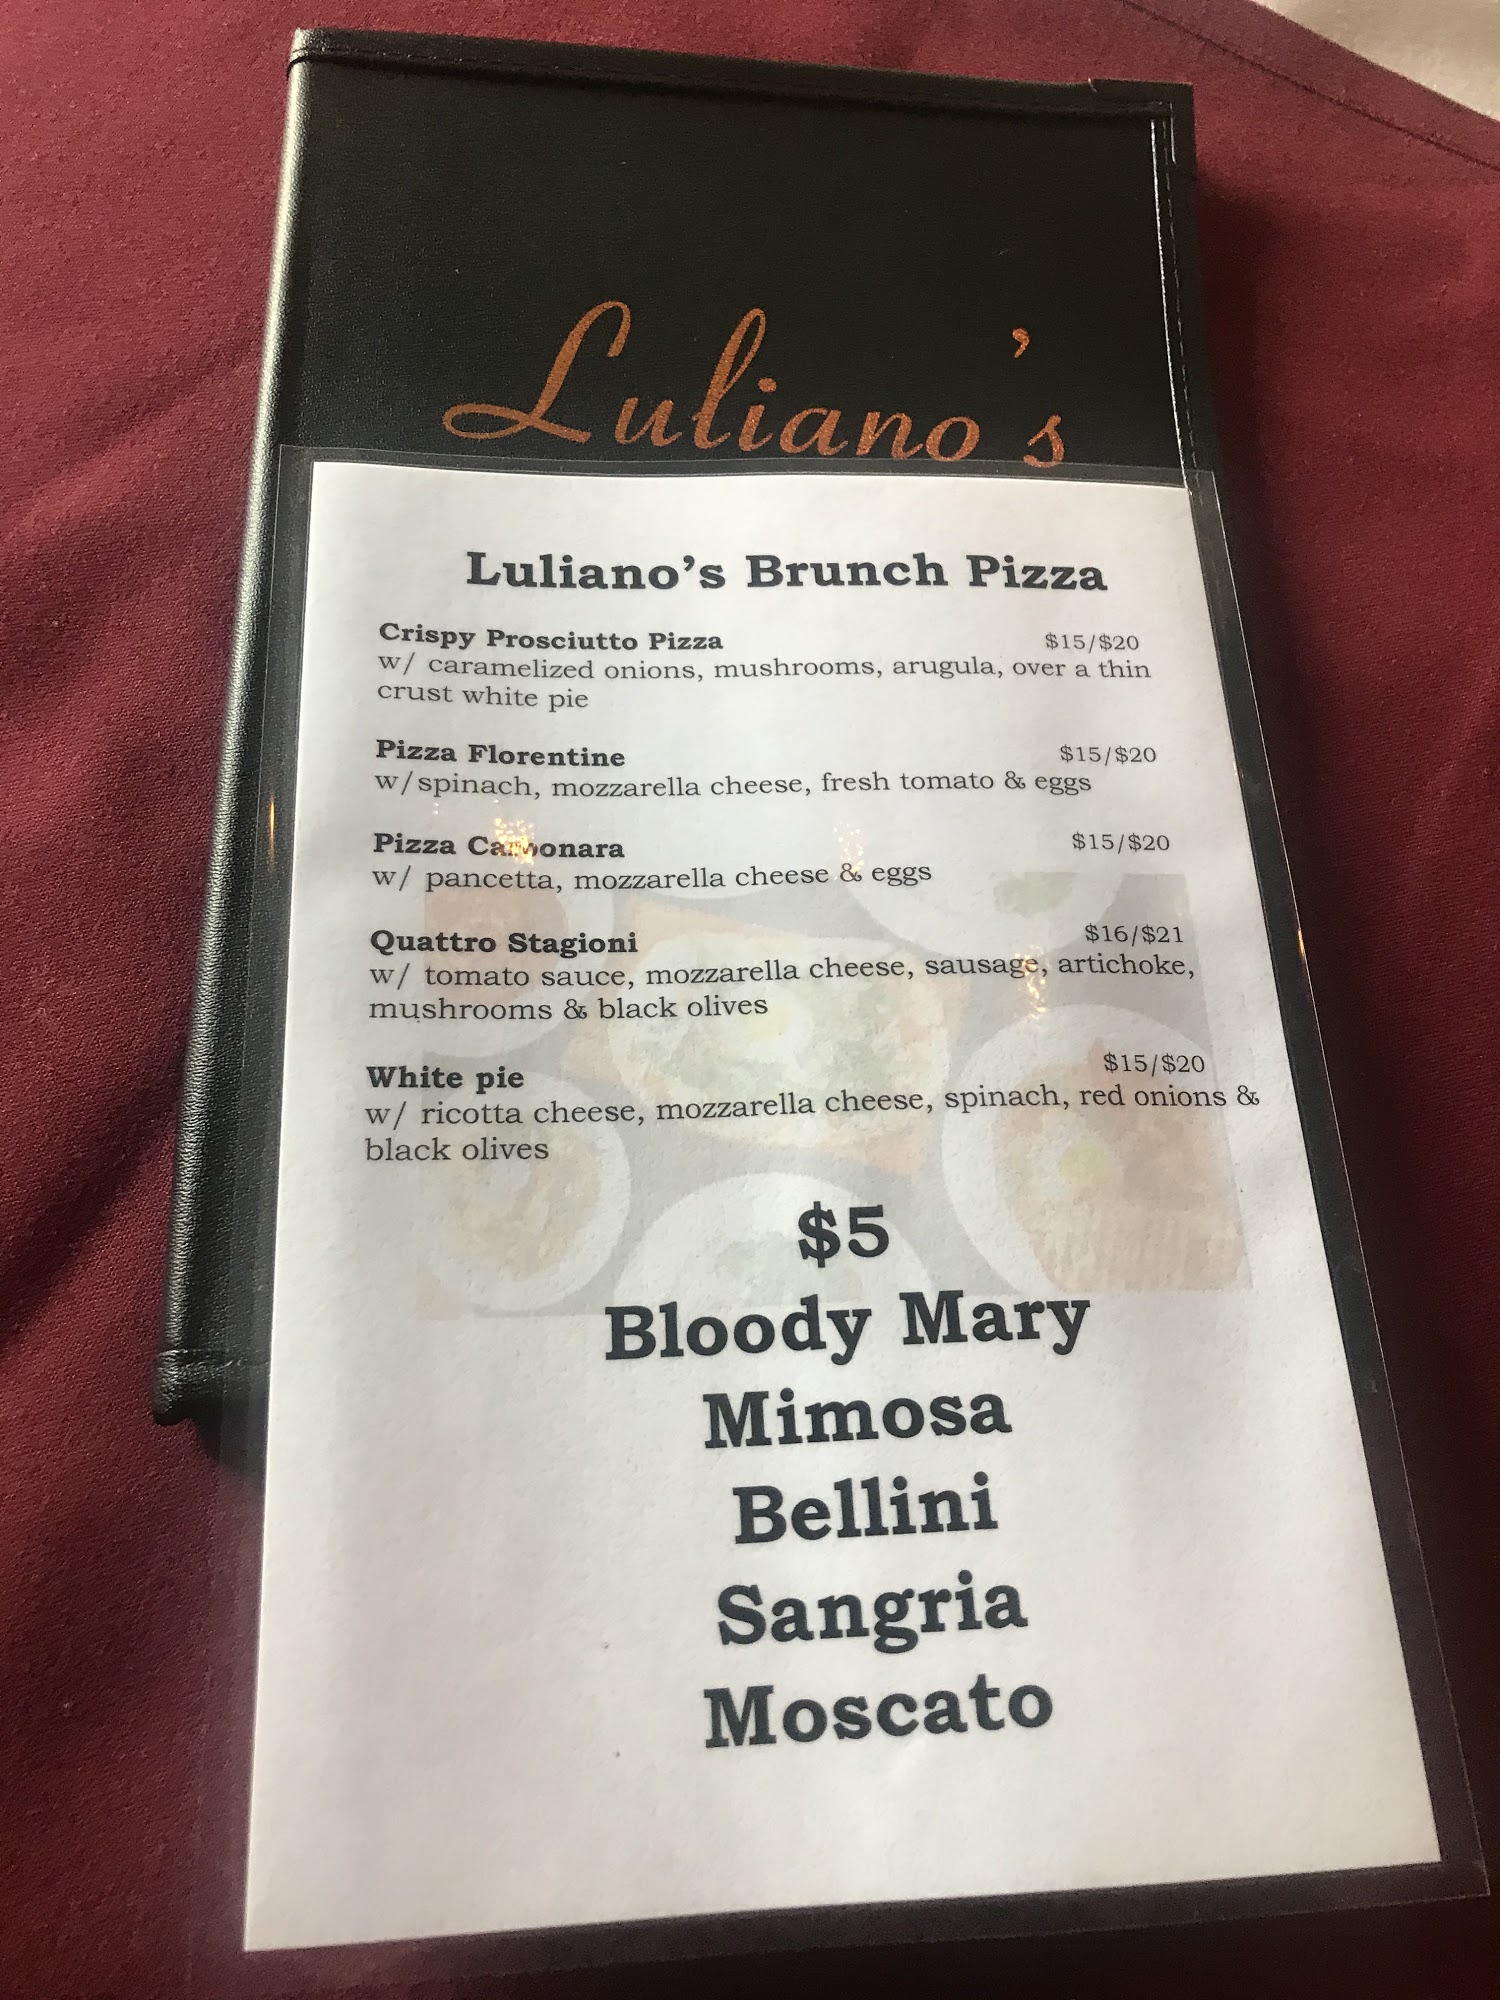 Luliano's
Luliano's Brunch Pizza
Crispy Prosciutto Pizza $15/$20
w/ caramelized onions, mushrooms, arugula, over a thin
crust white pie
Pizza Florentine $15/$20
w/spinach, mozzarella cheese, fresh tomato & eggs
Pizza Carbonara $15/$20
w/ pancetta, mozzarella cheese & eggs
Quattro Stagioni $16/$21
w/ tomato sauce, mozzarella cheese, sausage, artichoke,
mushrooms & black olives
White pie $15/$20
w/ ricotta cheese, mozzarella cheese, spinach, red onions &
black olives
$5
Bloody Mary
Mimosa
Bellini
Sangria
Moscato